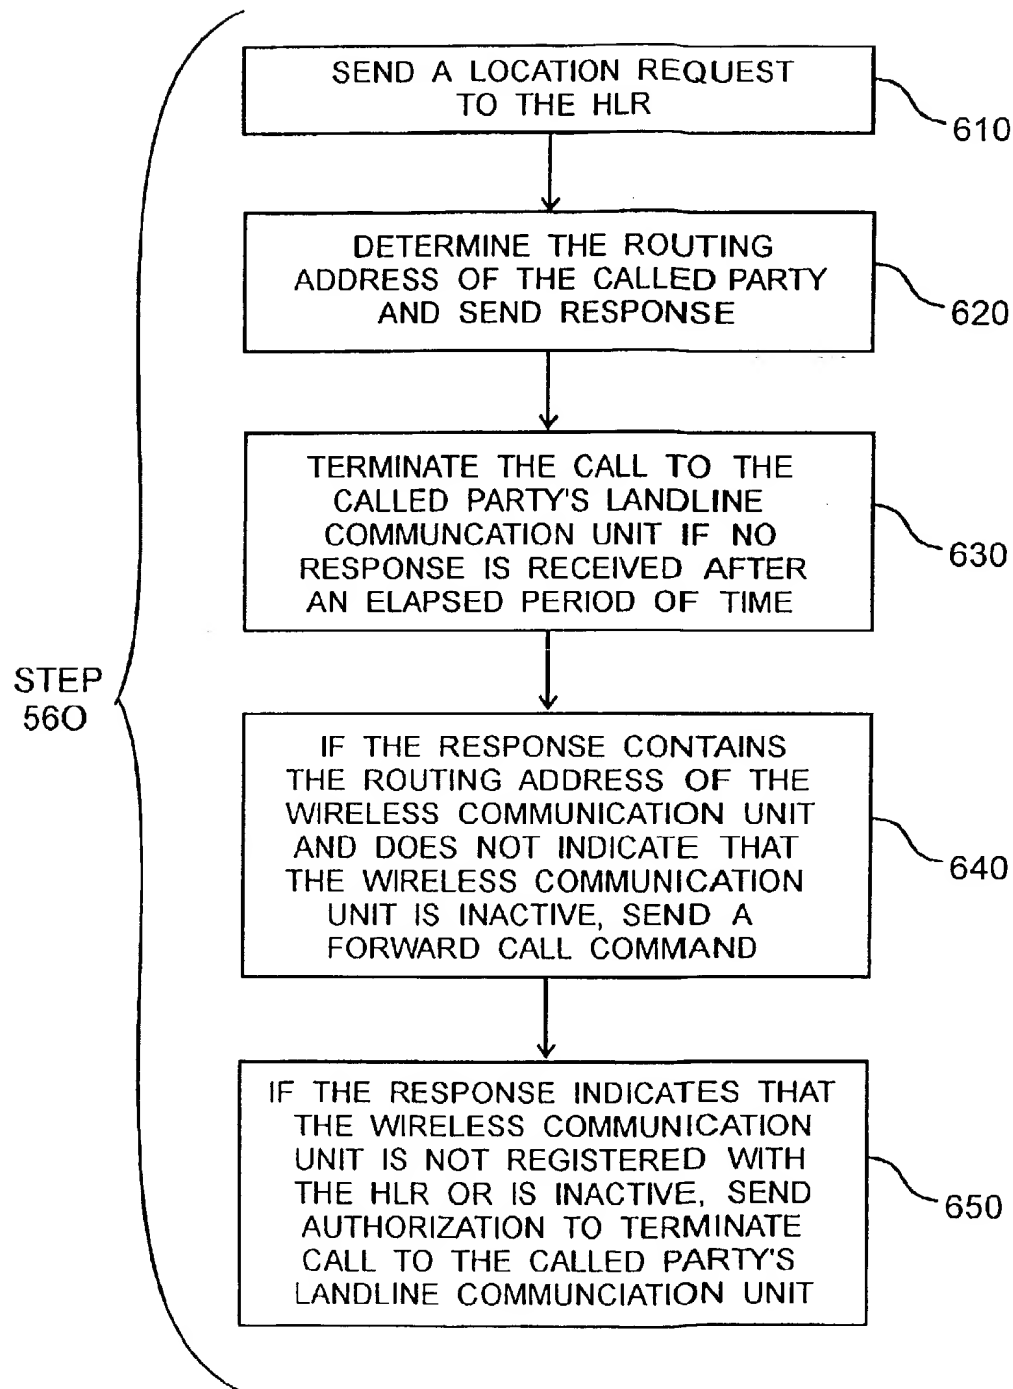 SEND A LOCATION REQUEST
TO THE HLR
610
DETERMINE THE ROUTING
ADDRESS OF THE CALLED PARTY
AND SEND RESPONSE
620
TERMINATE THE CALL TO THE
CALLED PARTY'S LANDLINE
COMMUNCATION UNIT IF NO
RESPONSE IS RECEIVED AFTER
AN ELAPSED PERIOD OF TIME
630
STEP
560
IF THE RESPONSE CONTAINS
THE ROUTING ADDRESS OF THE
WIRELESS COMMUNICATION UNIT
AND DOES NOT INDICATE THAT
THE WIRELESS COMMUNICATION
UNIT IS INACTIVE, SEND A
FORWARD CALL COMMAND
640
IF THE RESPONSE INDICATES THAT
THE WIRELESS COMMUNICATION
UNIT IS NOT REGISTERED WITH
THE HLR OR IS INACTIVE, SEND
AUTHORIZATION TO TERMINATE
CALL TO THE CALLED PARTY'S
LANDLINE COMMUNCIATION UNIT
650